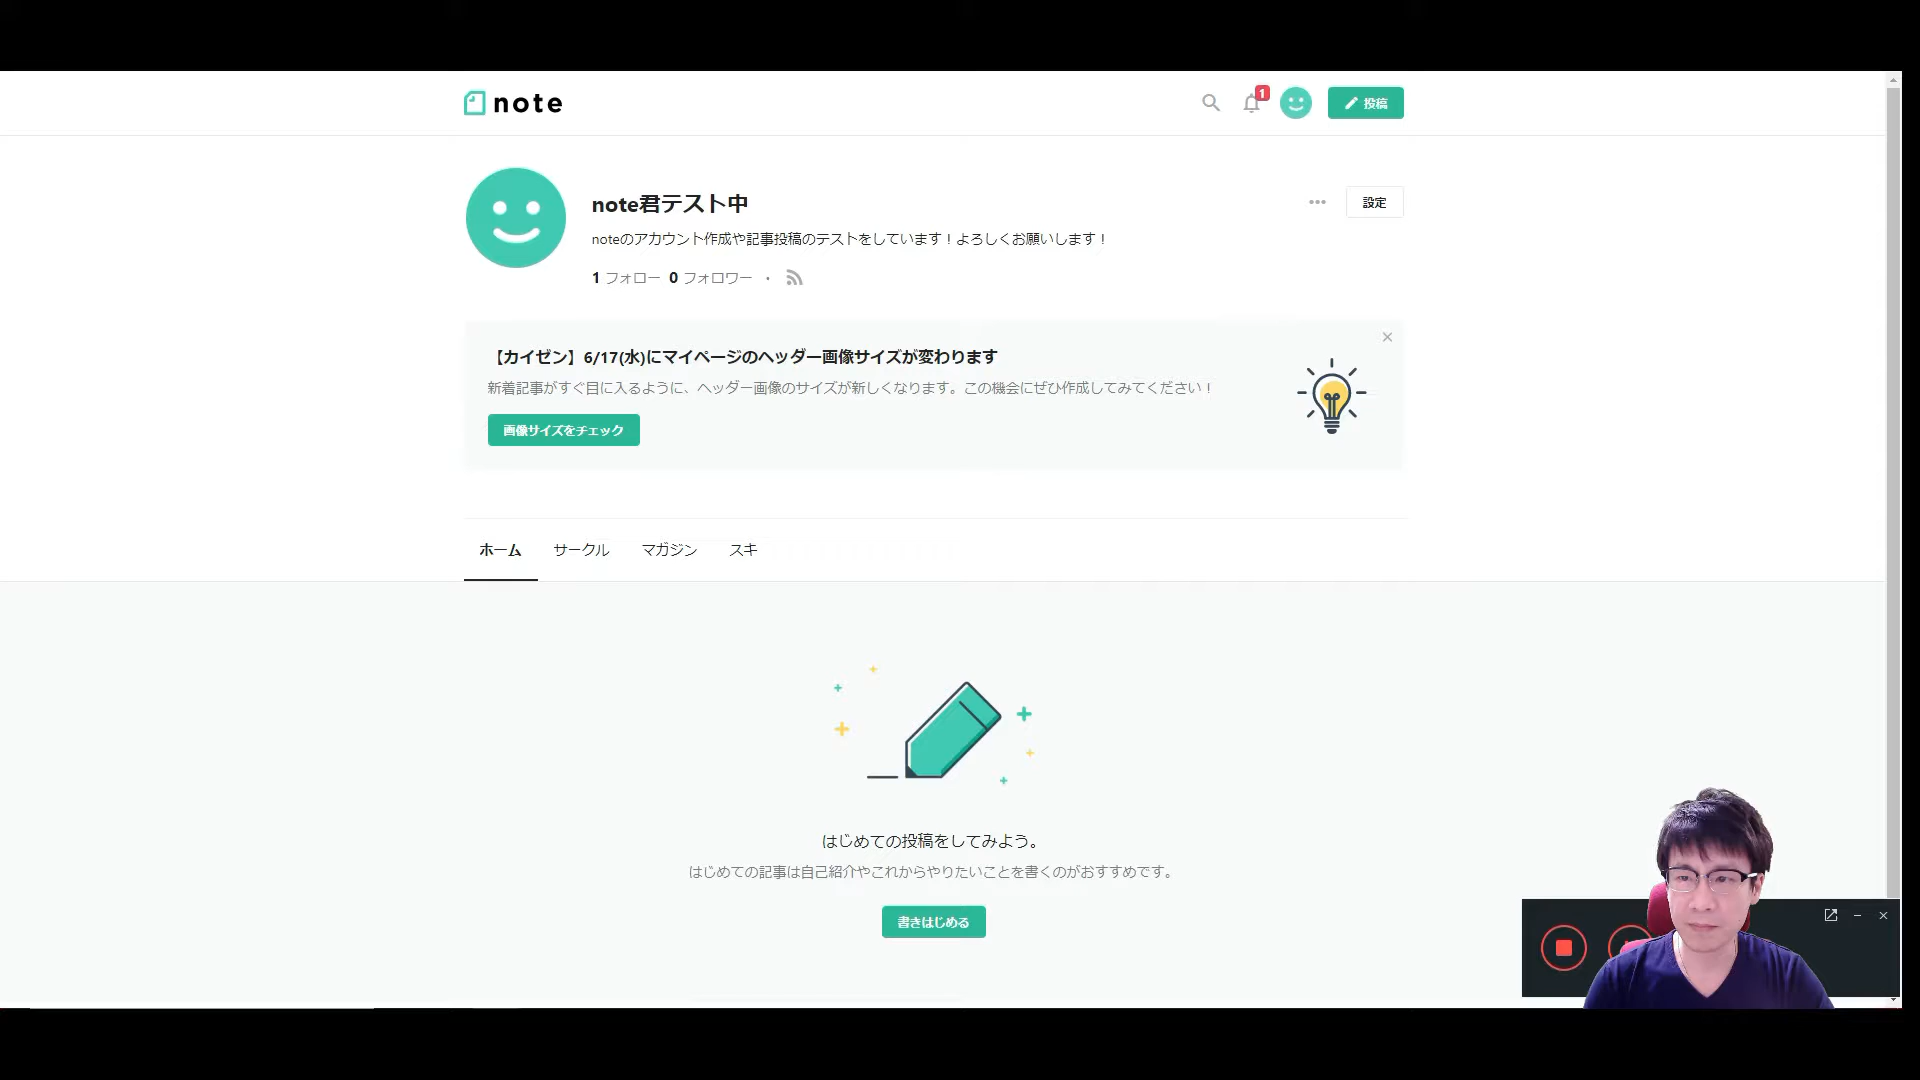 note
1
投稿
note君テスト中
設定
noteのアカウント作成や記事投稿のテストをしています！よろしくお願いします！
1 フォロー 0 フォロワー ・
【カイゼン】6/17(水)にマイページのヘッダー画像サイズが変わります
新着記事がすぐ目に入るように、ヘッダー画像のサイズが新しくなります。この機会にぜひ作成してみてください！
画像サイズをチェック
ホーム サークル マガジン スキ
はじめての投稿をしてみよう。
はじめての記事は自己紹介やこれからやりたいことを書くのがおすすめです。
書きはじめる